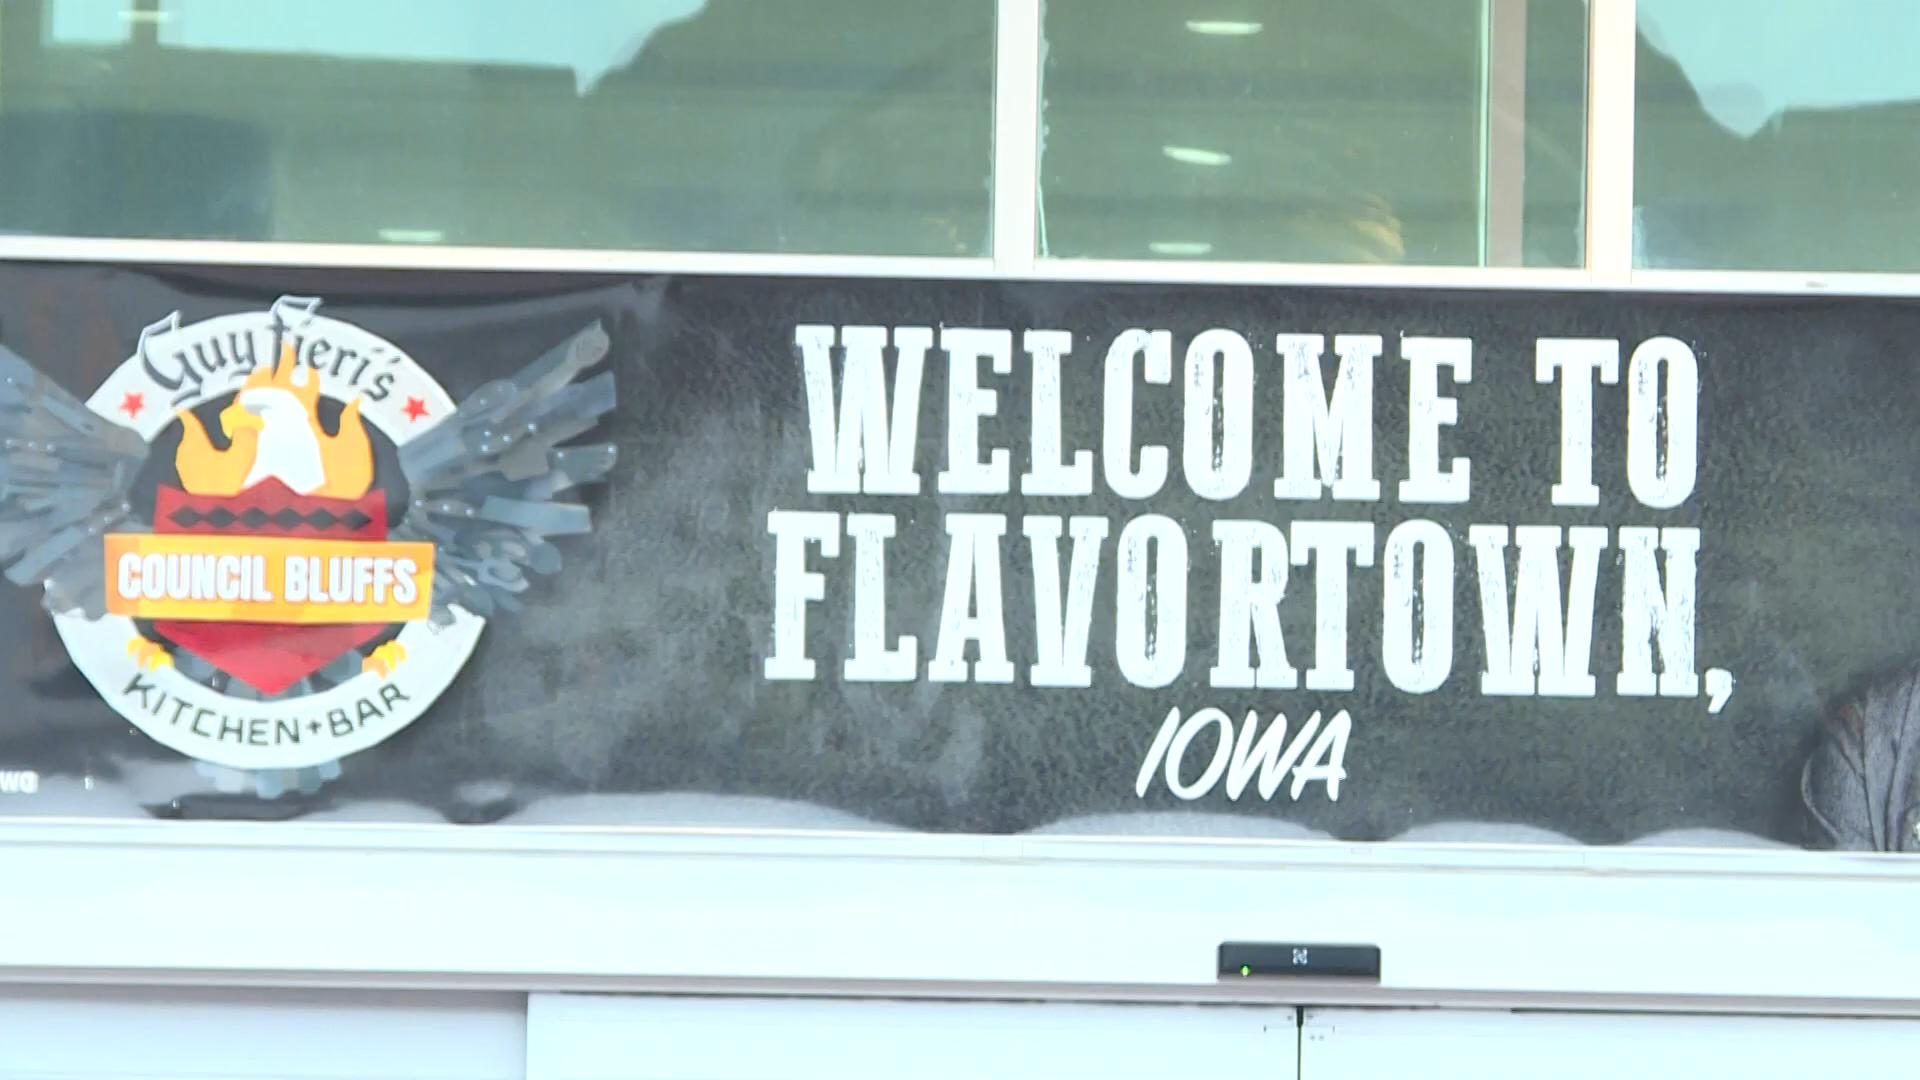 Guy Fieri's
COUNCIL BLUFFS
KITCHEN+BAR
WELCOME TO
FLAVORTOWN,
IOWA